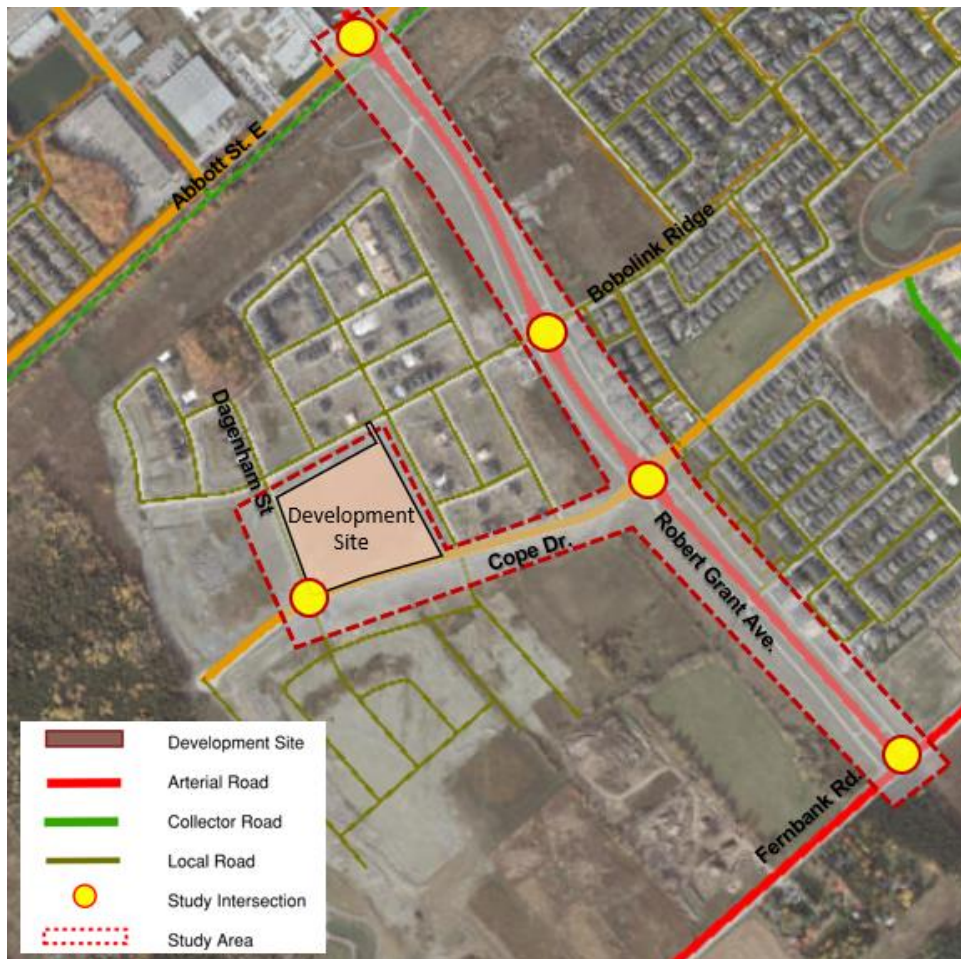 Abbott St. E
Bobolink Ridge
Dagenham St
Development
Site
Cope Dr.
Robert Grant Ave.
Fernbank Rd.
Development Site
Arterial Road
Collector Road
Local Road
Study Intersection
Study Area